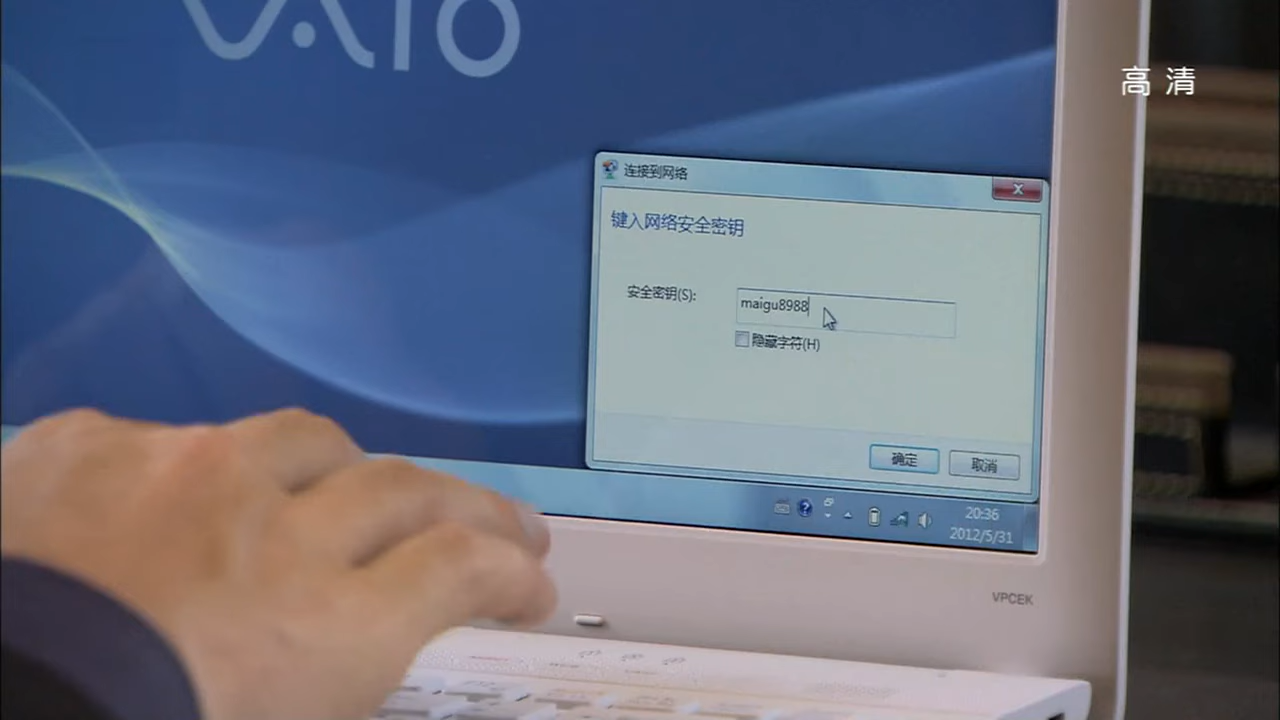 VAIO
高清
连接到网络
键入网络安全密钥
安全密钥(S):
maigu8988
隐藏字符(H)
确定
取消
20:36
2012/5/31
VPCEK